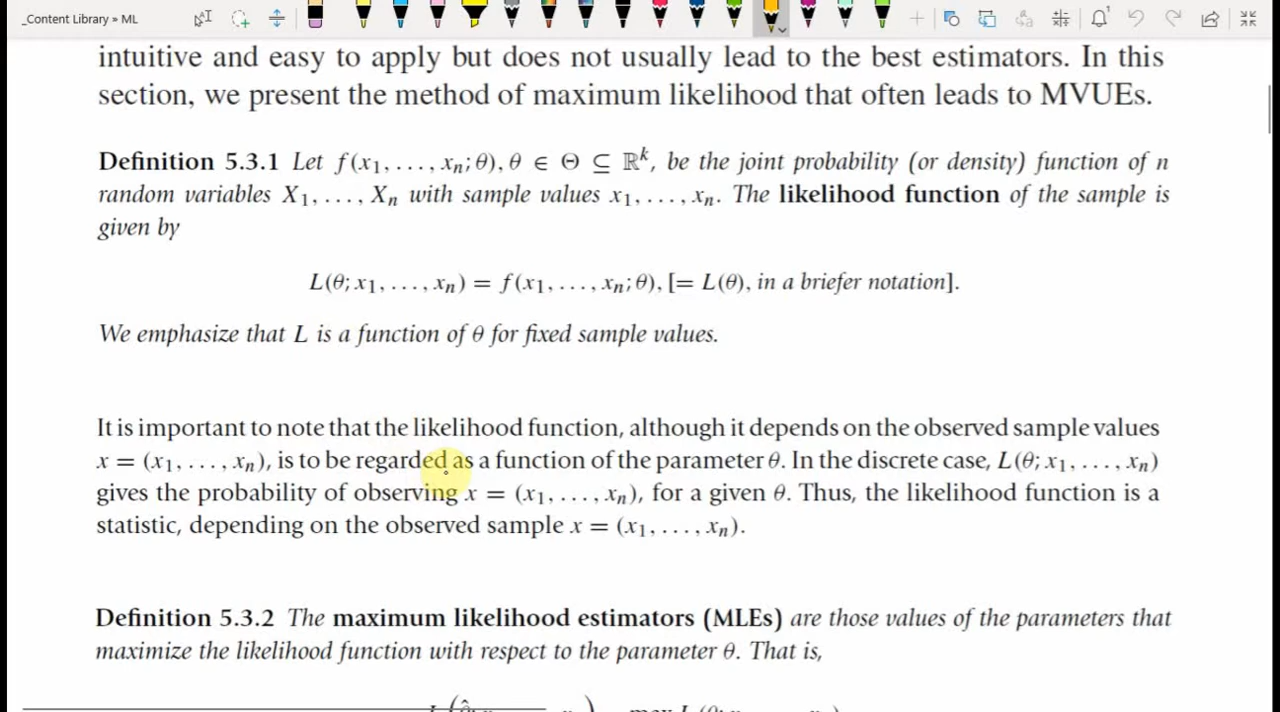 _Content Library » ML
intuitive and easy to apply but does not usually lead to the best estimators. In this
section, we present the method of maximum likelihood that often leads to MVUEs.
Definition 5.3.1 Let f(x₁, . . . , xₙ; θ), θ ∈ Θ ⊆ ℝᵏ, be the joint probability (or density) function of n
random variables X₁, . . . , Xₙ with sample values x₁, . . . , xₙ. The likelihood function of the sample is
given by
L(θ; x₁, . . . , xₙ) = f(x₁, . . . , xₙ; θ), [= L(θ), in a briefer notation].
We emphasize that L is a function of θ for fixed sample values.
It is important to note that the likelihood function, although it depends on the observed sample values
x = (x₁, . . . , xₙ), is to be regarded as a function of the parameter θ. In the discrete case, L(θ; x₁, . . . , xₙ)
gives the probability of observing x = (x₁, . . . , xₙ), for a given θ. Thus, the likelihood function is a
statistic, depending on the observed sample x = (x₁, . . . , xₙ).
Definition 5.3.2 The maximum likelihood estimators (MLEs) are those values of the parameters that
maximize the likelihood function with respect to the parameter θ. That is,